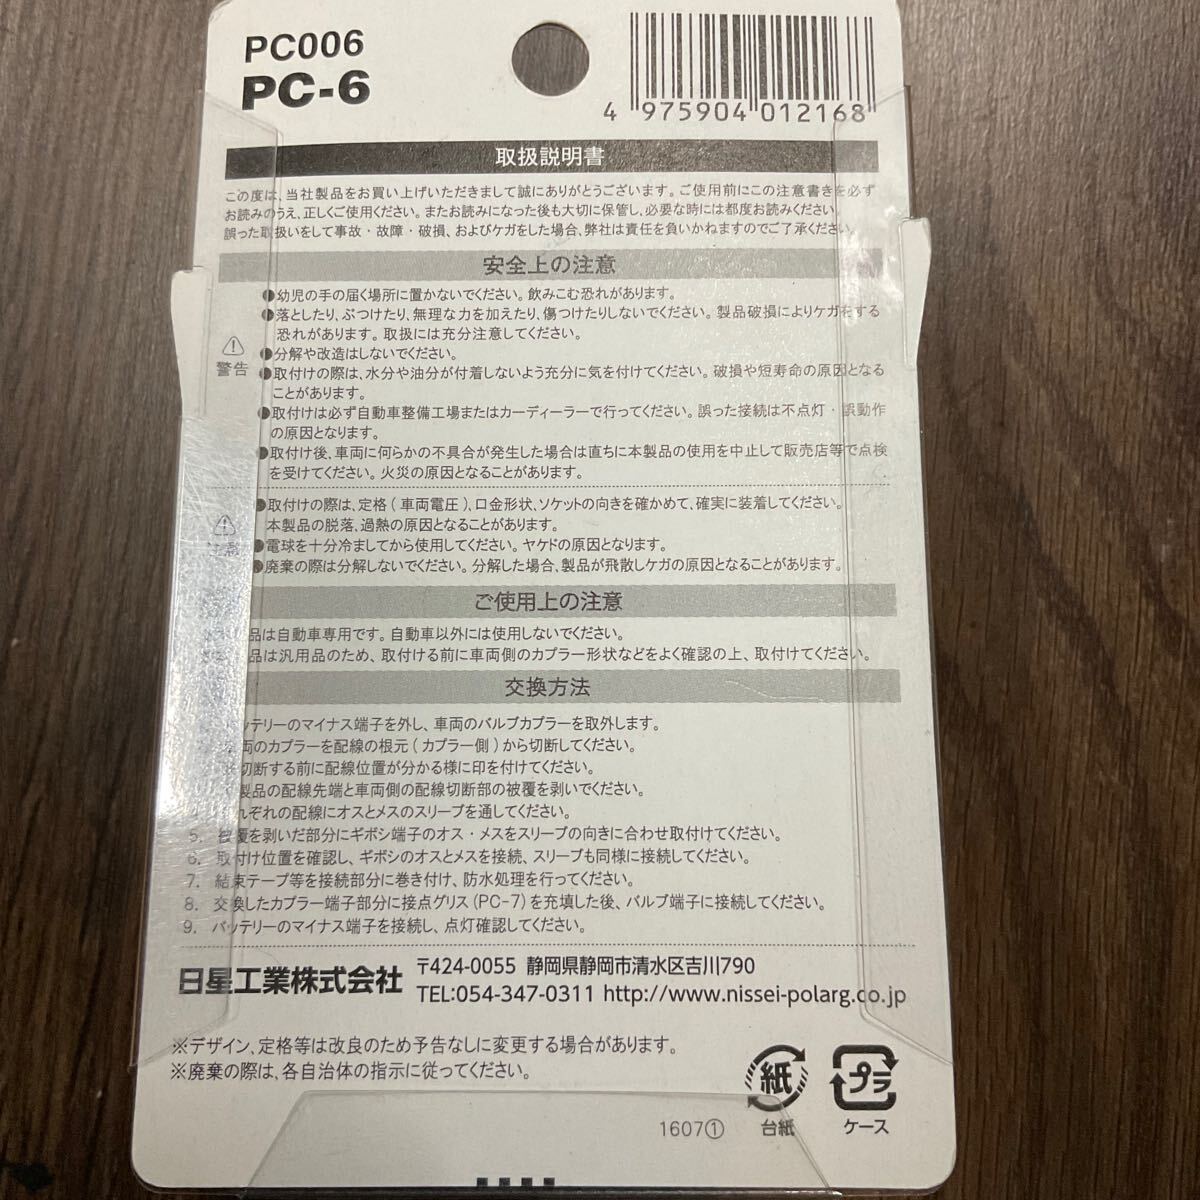 PC006
PC-6
4 975904 012168
取扱説明書
この度は、当社製品をお買い上げいただきまして誠にありがとうございます。ご使用前にこの注意書きを必ず
お読みのうえ、正しくご使用ください。またお読みになった後も大切に保管し、必要な時には都度お読みください。
誤った取扱いをして事故・故障・破損、およびケガをした場合、弊社は責任を負いかねますのでご了承ください。
安全上の注意
警告
●幼児の手の届く場所に置かないでください。飲みこむ恐れがあります。
●落としたり、ぶつけたり、無理な力を加えたり、傷つけたりしないでください。製品破損によりケガをする
恐れがあります。取扱には充分注意してください。
●分解や改造はしないでください。
●取付けの際は、水分や油分が付着しないよう充分に気を付けてください。破損や短寿命の原因となる
ことがあります。
●取付けは必ず自動車整備工場またはカーディーラーで行ってください。誤った接続は不点灯・誤動作
の原因となります。
●取付け後、車両に何らかの不具合が発生した場合は直ちに本製品の使用を中止して販売店等で点検
を受けてください。火災の原因となることがあります。
注意
●取付けの際は、定格(車両電圧)、口金形状、ソケットの向きを確かめて、確実に装着してください。
本製品の脱落、過熱の原因となることがあります。
●電球を十分冷ましてから使用してください。ヤケドの原因となります。
●廃棄の際は分解しないでください。分解した場合、製品が飛散しケガの原因となることがあります。
ご使用上の注意
品は自動車専用です。自動車以外には使用しないでください。
品は汎用品のため、取付ける前に車両側のカプラー形状などをよく確認の上、取付けてください。
交換方法
ッテリーのマイナス端子を外し、車両のバルブカプラーを取外します。
両のカプラーを配線の根元(カプラー側)から切断してください。
切断する前に配線位置が分かる様に印を付けてください。
製品の配線先端と車両側の配線切断部の被覆を剥いでください。
4. れぞれの配線にオスとメスのスリーブを通してください。
5. 被覆を剥いだ部分にギボシ端子のオス・メスをスリーブの向きに合わせ取付けてください。
6. 取付け位置を確認し、ギボシのオスとメスを接続、スリーブも同様に接続してください。
7. 結束テープ等を接続部分に巻き付け、防水処理を行ってください。
8. 交換したカプラー端子部分に接点グリス(PC-7)を充填した後、バルブ端子に接続してください。
9. バッテリーのマイナス端子を接続し、点灯確認してください。
日星工業株式会社
〒424-0055 静岡県静岡市清水区吉川790
TEL:054-347-0311 http://www.nissei-polarg.co.jp
※デザイン、定格等は改良のため予告なしに変更する場合があります。
※廃棄の際は、各自治体の指示に従ってください。
紙
プラ
1607①
台紙
ケース